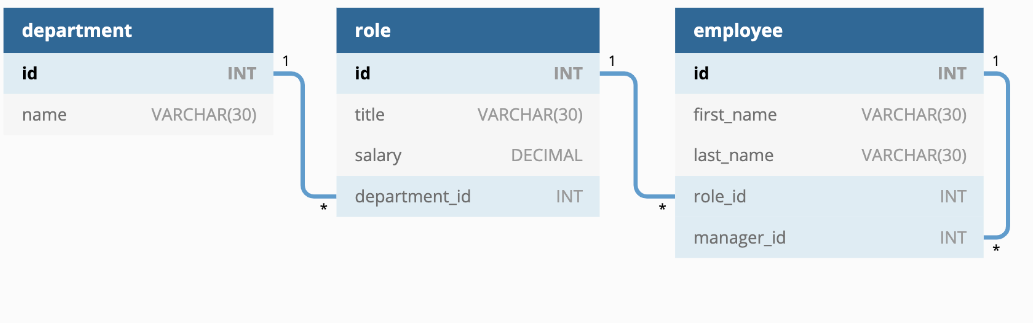 department
id INT
name VARCHAR(30)
1
*
role
id INT
title VARCHAR(30)
salary DECIMAL
department_id INT
1
*
employee
id INT
first_name VARCHAR(30)
last_name VARCHAR(30)
role_id INT
manager_id INT
1
*